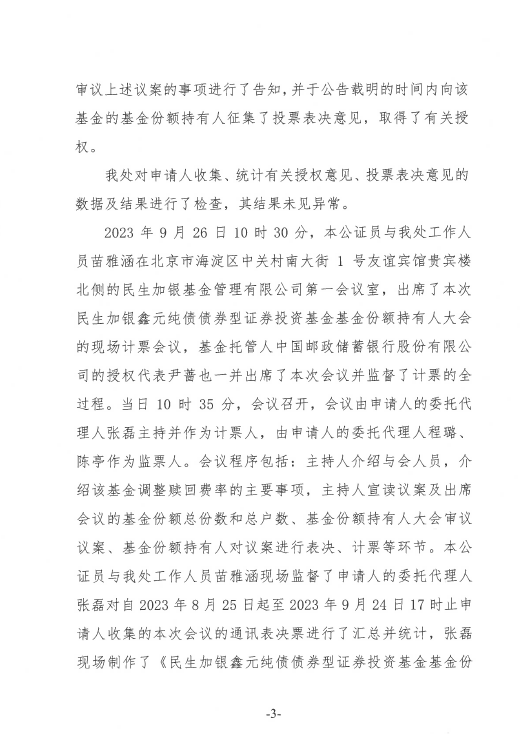 审议上述议案的事项进行了告知,并于公告载明的时间内向该
基金的基金份额持有人征集了投票表决意见，取得了有关授
权。
我处对申请人收集、统计有关授权意见、投票表决意见的
数据及结果进行了检查，其结果未见异常。
2023 年 9 月 26 日 10 时 30 分，本公证员与我处工作人
员苗雅涵在北京市海淀区中关村南大街 1 号友谊宾馆贵宾楼
北侧的民生加银基金管理有限公司第一会议室，出席了本次
民生加银鑫元纯债债券型证券投资基金基金份额持有人大会
的现场计票会议，基金托管人中国邮政储蓄银行股份有限公
司的授权代表尹蔷也一并出席了本次会议并监督了计票的全
过程。当日 10 时 35 分，会议召开，会议由申请人的委托代
理人张磊主持并作为计票人，由申请人的委托代理人程璐、
陈亭作为监票人。会议程序包括：主持人介绍与会人员，介
绍该基金调整赎回费率的主要事项，主持人宣读议案及出席
会议的基金份额总份数和总户数、基金份额持有人大会审议
议案、基金份额持有人对议案进行表决、计票等环节。本公
证员与我处工作人员苗雅涵现场监督了申请人的委托代理人
张磊对自 2023 年 8 月 25 日起至 2023 年 9 月 24 日 17 时止申
请人收集的本次会议的通讯表决票进行了汇总并统计，张磊
现场制作了《民生加银鑫元纯债债券型证券投资基金基金份
-3-